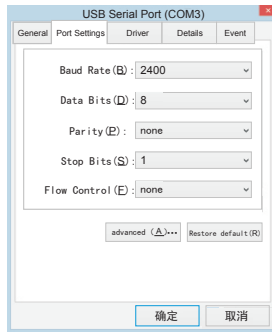 USB Serial Port (COM3)
General Port Settings Driver Details Event
Baud Rate(B): 2400
Data Bits(D): 8
Parity(P): none
Stop Bits(S): 1
Flow Control(F): none
advanced (A)••• Restore default(R)
确定 取消